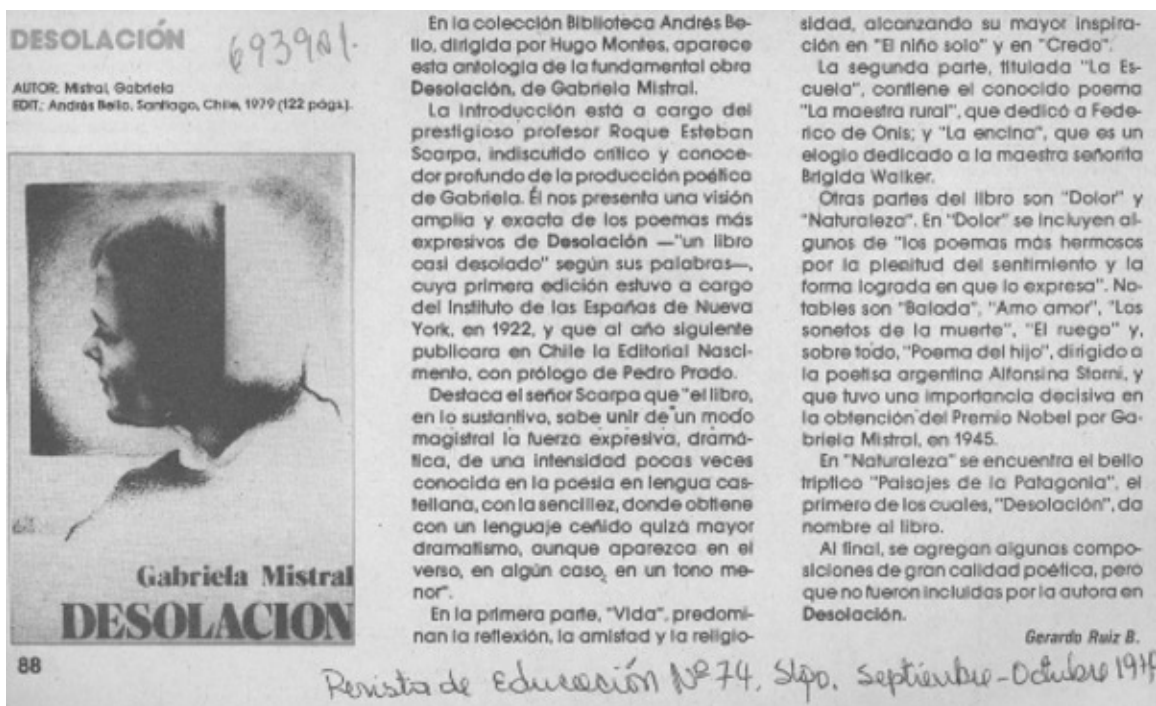 DESOLACIÓN
693901.
AUTOR: Mistral, Gabriela
EDIT.: Andrés Bello, Santiago, Chile, 1979 (122 págs.).
Gabriela Mistral
DESOLACION
88
En la colección Biblioteca Andrés Be-
llo, dirigida por Hugo Montes, aparece
esta antología de la fundamental obra
Desolación, de Gabriela Mistral.
La introducción está a cargo del
prestigioso profesor Roque Esteban
Scarpa, indiscutido crítico y conoce-
dor profundo de la producción poética
de Gabriela. Él nos presenta una visión
amplia y exacta de los poemas más
expresivos de Desolación —"un libro
casi desolado" según sus palabras—,
cuya primera edición estuvo a cargo
del Instituto de las Españas de Nueva
York, en 1922, y que al año siguiente
publicara en Chile la Editorial Nasci-
mento, con prólogo de Pedro Prado.
Destaca el señor Scarpa que "el libro,
en lo sustantivo, sabe unir de un modo
magistral la fuerza expresiva, dramá-
tica, de una intensidad pocas veces
conocida en la poesía en lengua cas-
tellana, con la sencillez, donde obtiene
con un lenguaje ceñido quizá mayor
dramatismo, aunque aparezca en el
verso, en algún caso, en un tono me-
nor".
En la primera parte, "Vida", predomi-
nan la reflexión, la amistad y la religio-
sidad, alcanzando su mayor inspira-
ción en "El niño solo" y en "Credo".
La segunda parte, titulada "La Es-
cuela", contiene el conocido poema
"La maestra rural", que dedicó a Fede-
rico de Onís; y "La encina", que es un
elogio dedicado a la maestra señorita
Brígida Walker.
Otras partes del libro son "Dolor" y
"Naturaleza". En "Dolor" se incluyen al-
gunos de "los poemas más hermosos
por la plenitud del sentimiento y la
forma lograda en que lo expresa". No-
tables son "Balada", "Amo amor", "Los
sonetos de la muerte", "El ruego" y,
sobre todo, "Poema del hijo", dirigido a
la poetisa argentina Alfonsina Storni, y
que tuvo una importancia decisiva en
la obtención del Premio Nobel por Ga-
briela Mistral, en 1945.
En "Naturaleza" se encuentra el bello
tríptico "Paisajes de la Patagonia", el
primero de los cuales, "Desolación", da
nombre al libro.
Al final, se agregan algunas compo-
siciones de gran calidad poética, pero
que no fueron incluidas por la autora en
Desolación.
Gerardo Ruiz B.
Revista de Educación Nº 74, Stgo. Septiembre-Octubre